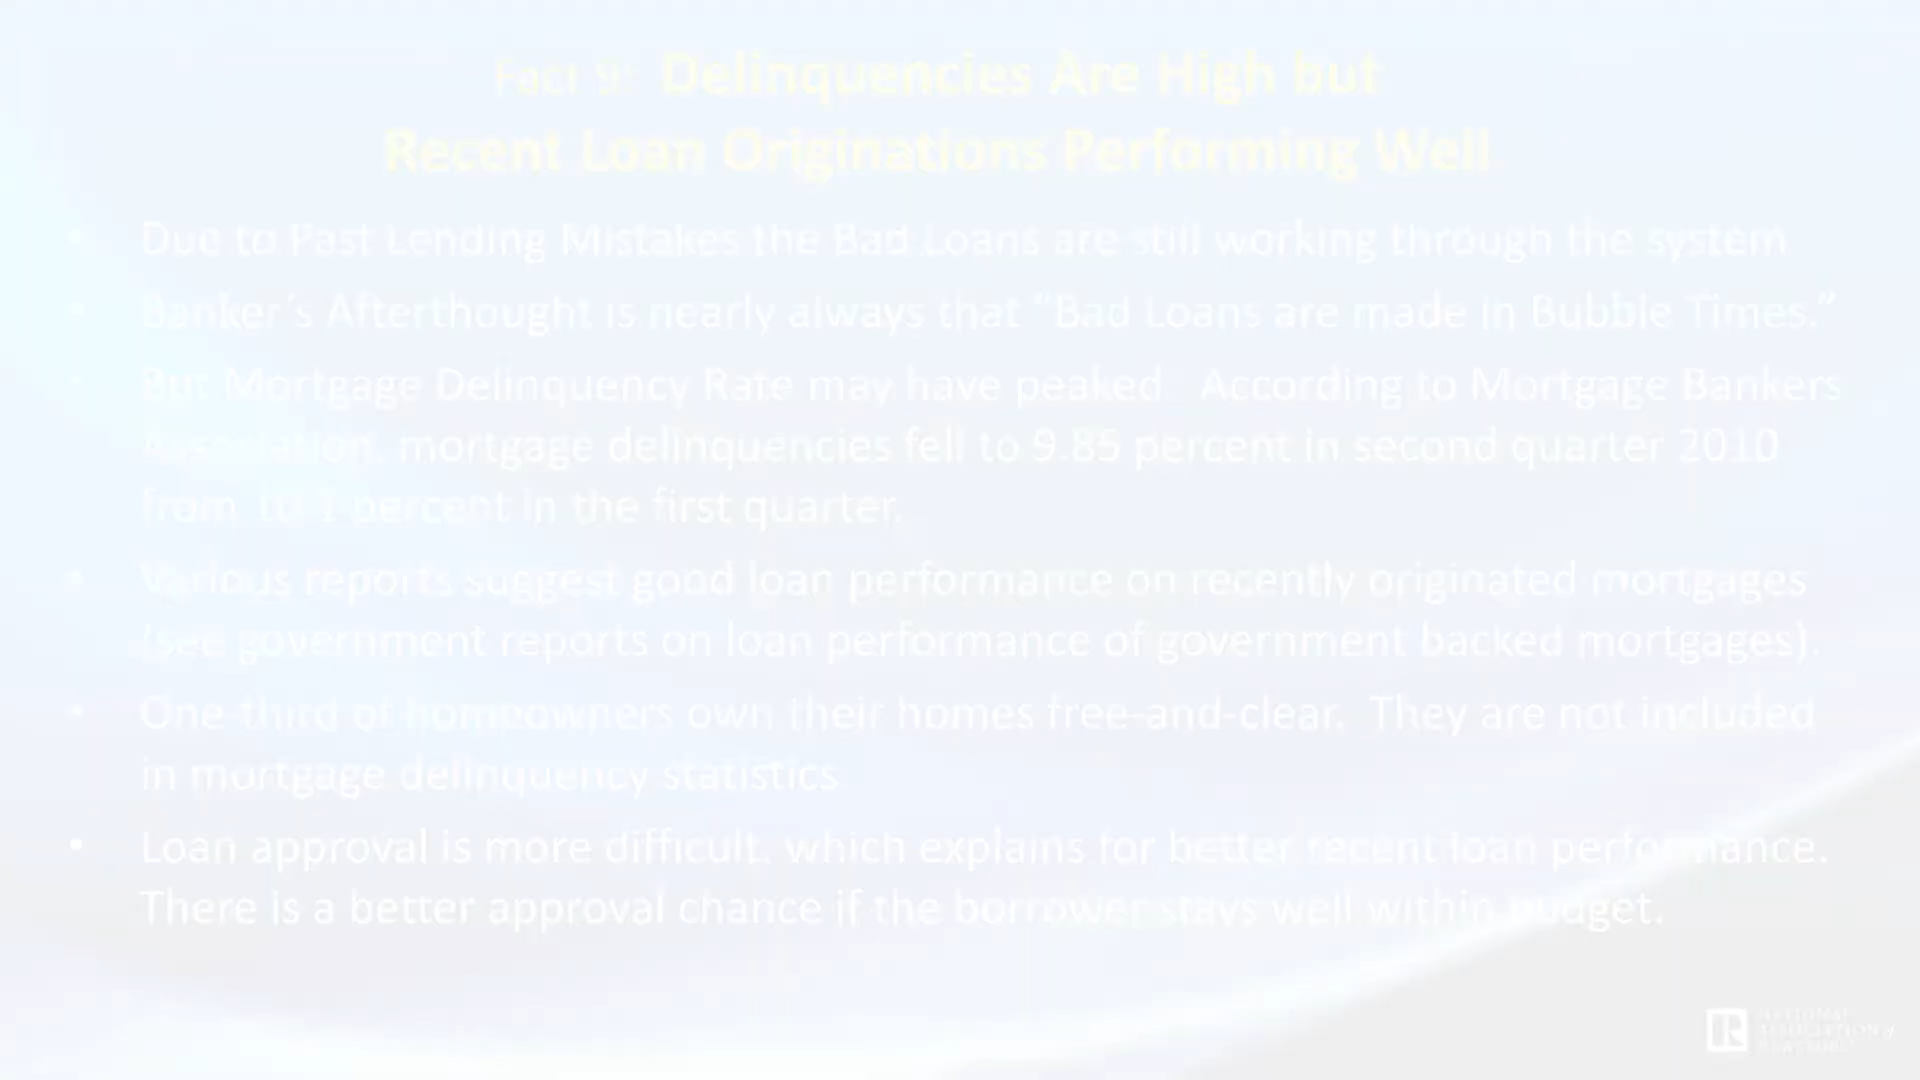 Fact 9: Delinquencies Are High but
Recent Loan Originations Performing Well
• Due to Past Lending Mistakes the Bad Loans are still working through the system
• Banker’s Afterthought is nearly always that “Bad Loans are made in Bubble Times.”
• But Mortgage Delinquency Rate may have peaked. According to Mortgage Bankers
Association, mortgage delinquencies fell to 9.85 percent in second quarter 2010
from percent in the first quarter.
• Various reports suggest good loan performance on recently originated mortgages
(see government reports on loan performance of government backed mortgages).
• One-third of homeowners own their homes free-and-clear. They are not included
in mortgage delinquency statistics
• Loan approval is more difficult, which explains for better recent loan performance.
There is a better approval chance if the borrower stays well within budget.
NATIONAL
ASSOCIATION of
REALTORS